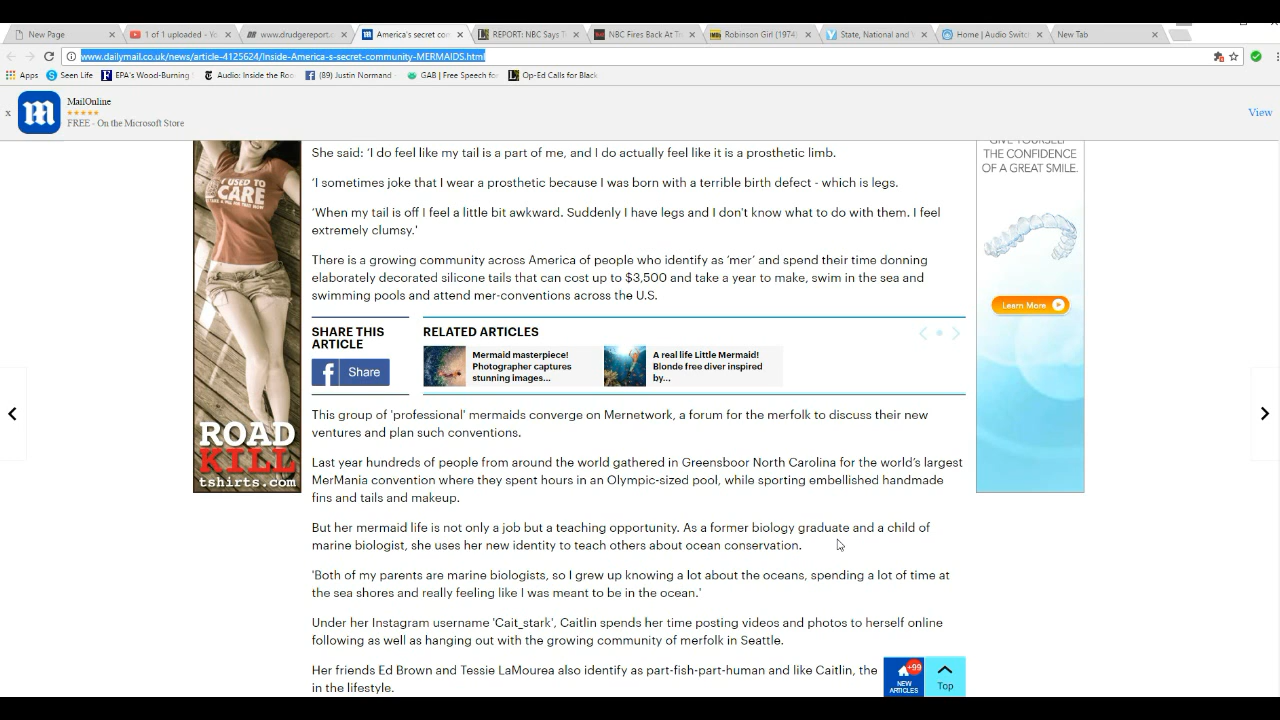 New Page
1 of 1 uploaded - Yo
www.drudgereport.c
America's secret com
REPORT: NBC Says T
NBC Fires Back At Tr
Robinson Girl (1974)
State, National and
Home | Audio Switch
New Tab
www.dailymail.co.uk/news/article-4125624/Inside-America-s-secret-community-MERMAIDS.html
Apps
Seen Life
EPA's Wood-Burning
Audio: Inside the Roo
(89) Justin Normand
GAB | Free Speech for
Op-Ed Calls for Black
x
MailOnline
FREE - On the Microsoft Store
View
I USED TO
CARE
ROAD
KILL
tshirts.com
GIVE YOURSELF
THE CONFIDENCE
OF A GREAT SMILE.
Learn More
She said: 'I do feel like my tail is a part of me, and I do actually feel like it is a prosthetic limb.
'I sometimes joke that I wear a prosthetic because I was born with a terrible birth defect - which is legs.
'When my tail is off I feel a little bit awkward. Suddenly I have legs and I don't know what to do with them. I feel
extremely clumsy.'
There is a growing community across America of people who identify as 'mer' and spend their time donning
elaborately decorated silicone tails that can cost up to $3,500 and take a year to make, swim in the sea and
swimming pools and attend mer-conventions across the U.S.
SHARE THIS
ARTICLE
f Share
RELATED ARTICLES
Mermaid masterpiece!
Photographer captures
stunning images...
A real life Little Mermaid!
Blonde free diver inspired
by...
This group of 'professional' mermaids converge on Mernetwork, a forum for the merfolk to discuss their new
ventures and plan such conventions.
Last year hundreds of people from around the world gathered in Greensboor North Carolina for the world's largest
MerMania convention where they spent hours in an Olympic-sized pool, while sporting embellished handmade
fins and tails and makeup.
But her mermaid life is not only a job but a teaching opportunity. As a former biology graduate and a child of
marine biologist, she uses her new identity to teach others about ocean conservation.
'Both of my parents are marine biologists, so I grew up knowing a lot about the oceans, spending a lot of time at
the sea shores and really feeling like I was meant to be in the ocean.'
Under her Instagram username 'Cait_stark', Caitlin spends her time posting videos and photos to herself online
following as well as hanging out with the growing community of merfolk in Seattle.
Her friends Ed Brown and Tessie LaMourea also identify as part-fish-part-human and like Caitlin, the
in the lifestyle.
+99
NEW
ARTICLES
Top